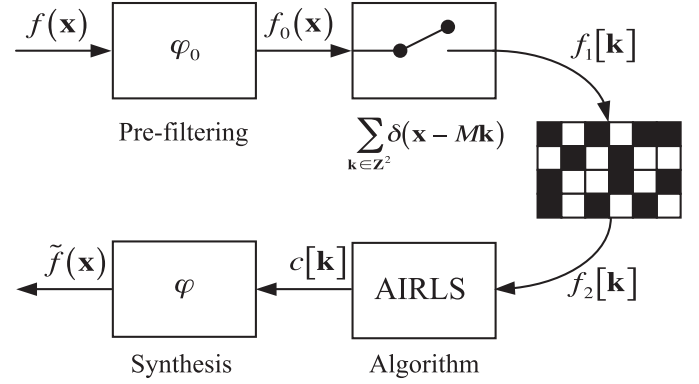 f(x)
φ₀
f₀(x)
f₁[k]
Pre-filtering
∑ δ(x − Mk)
k∈Z²
f̃(x)
φ
c[k]
AIRLS
f₂[k]
Synthesis
Algorithm